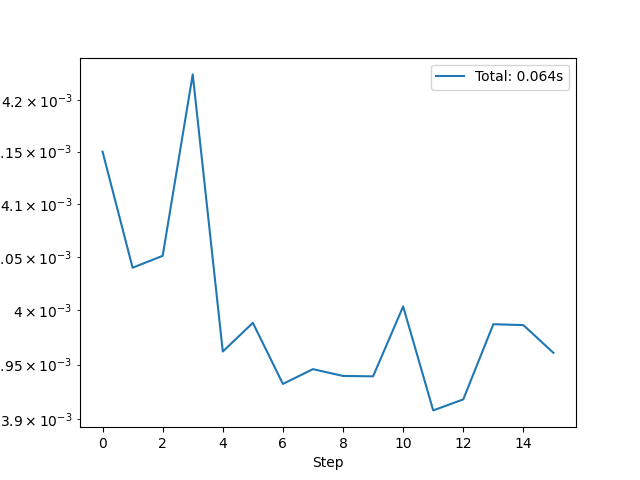 Total: 0.064s
4.2 × 10⁻³
.15 × 10⁻³
4.1 × 10⁻³
.05 × 10⁻³
4 × 10⁻³
.95 × 10⁻³
3.9 × 10⁻³
0 2 4 6 8 10 12 14
Step